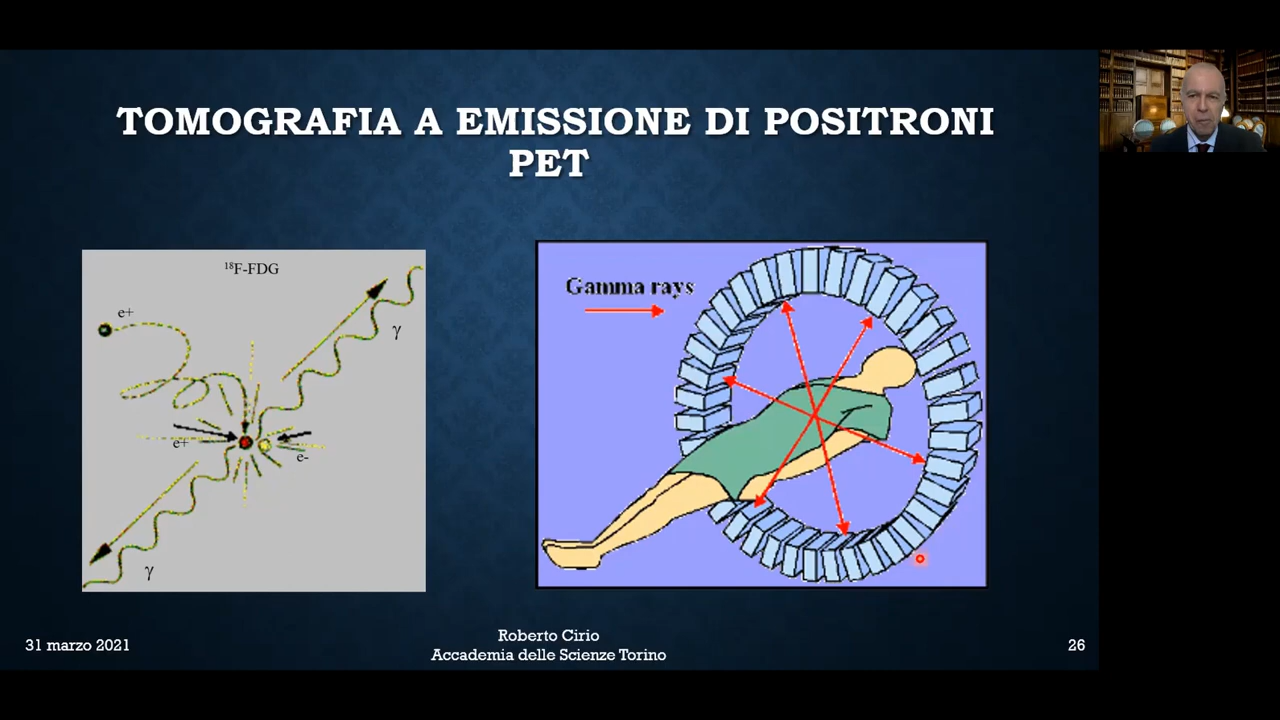 TOMOGRAFIA A EMISSIONE DI POSITRONI
PET
¹⁸F-FDG
e+
γ
e+
e-
γ
Gamma rays
31 marzo 2021
Roberto Cirio
Accademia delle Scienze Torino
26